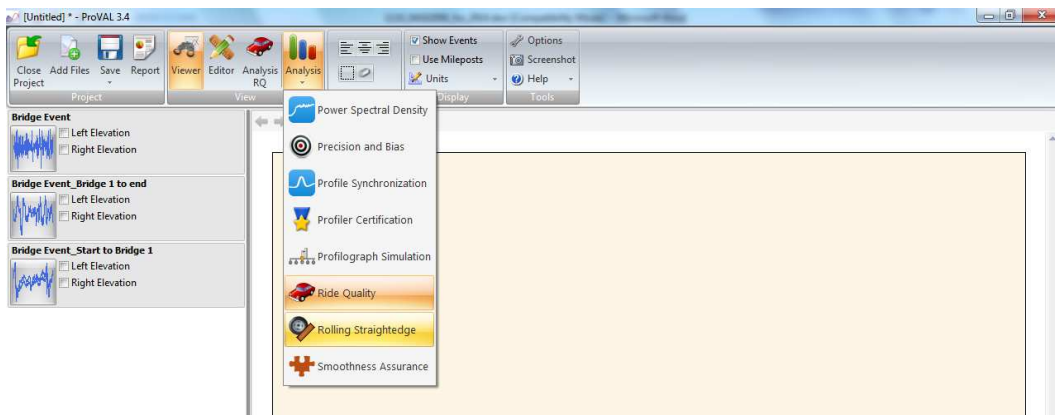 [Untitled] * - ProVAL 3.4
Close Project
Add Files
Save
Report
Viewer
Editor
Analysis RQ
Analysis
Show Events
Use Mileposts
Units
Options
Screenshot
Help
Project
View
Display
Tools
Bridge Event
Left Elevation
Right Elevation
Bridge Event_Bridge 1 to end
Left Elevation
Right Elevation
Bridge Event_Start to Bridge 1
Left Elevation
Right Elevation
Power Spectral Density
Precision and Bias
Profile Synchronization
Profiler Certification
Profilograph Simulation
Ride Quality
Rolling Straightedge
Smoothness Assurance